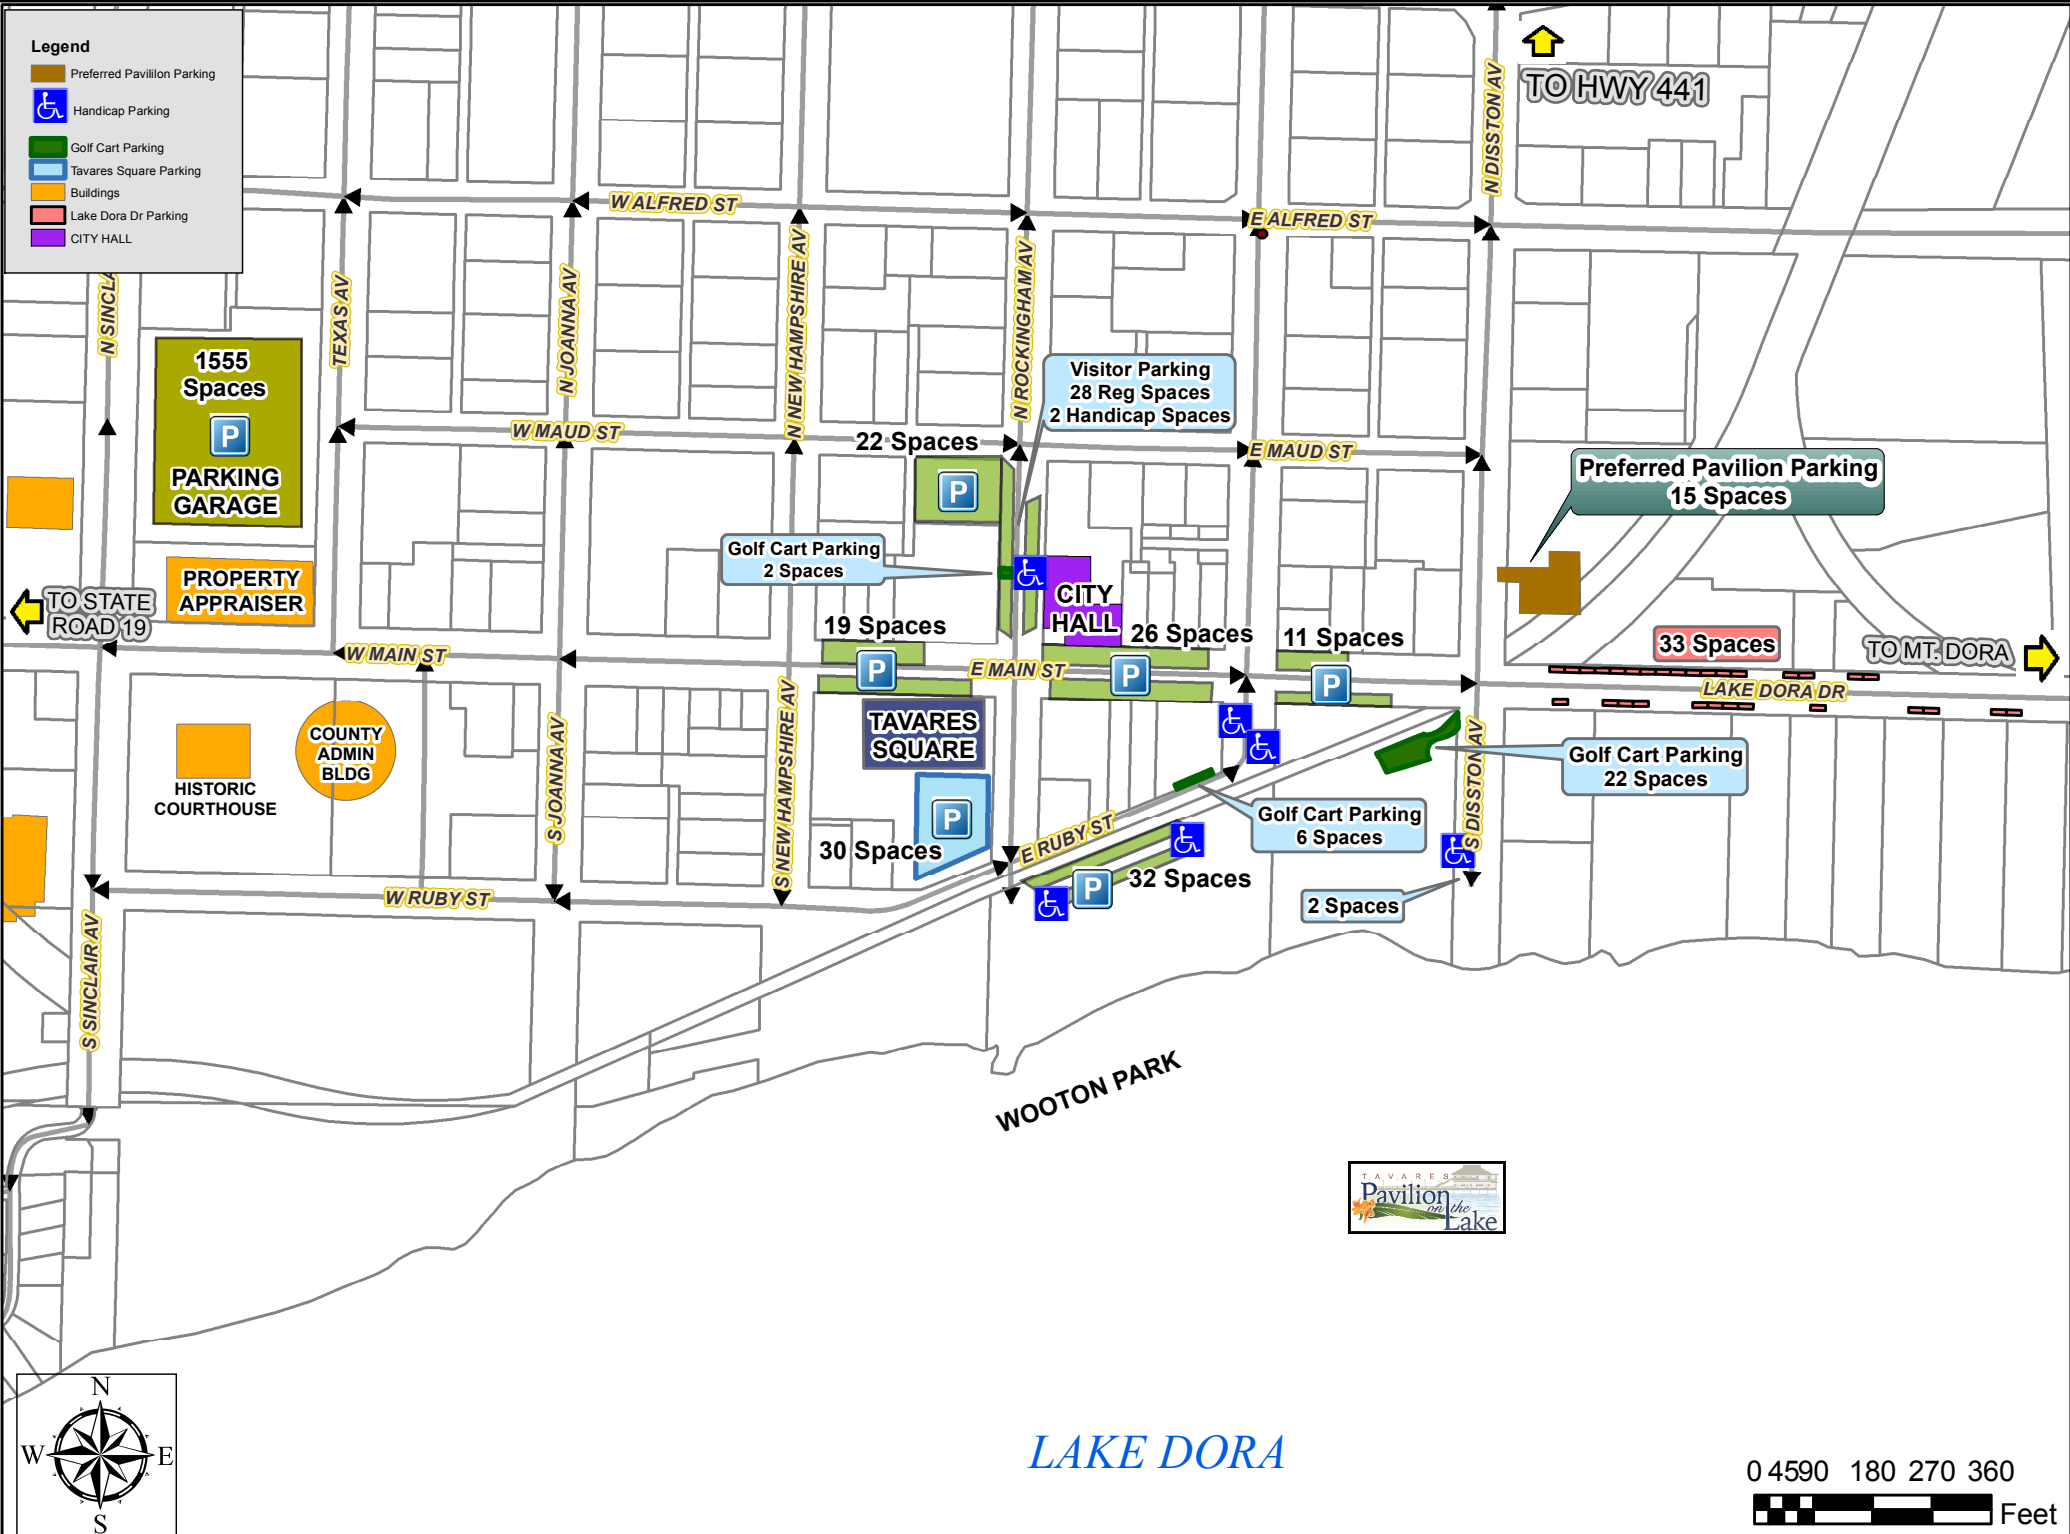 Legend
Preferred Pavililon Parking
Handicap Parking
Golf Cart Parking
Tavares Square Parking
Buildings
Lake Dora Dr Parking
CITY HALL
TO HWY 441
N DISSTON AV
W ALFRED ST
E ALFRED ST
N SINCLA
TEXAS AV
N JOANNA AV
N NEW HAMPSHIRE AV
N ROCKINGHAM AV
1555
Spaces
P
PARKING
GARAGE
Visitor Parking
28 Reg Spaces
2 Handicap Spaces
W MAUD ST
22 Spaces
P
E MAUD ST
Preferred Pavilion Parking
15 Spaces
Golf Cart Parking
2 Spaces
PROPERTY
APPRAISER
TO STATE
ROAD 19
CITY
HALL
19 Spaces
P
26 Spaces
P
11 Spaces
P
33 Spaces
TO MT. DORA
W MAIN ST
E MAIN ST
LAKE DORA DR
TAVARES
SQUARE
COUNTY
ADMIN
BLDG
HISTORIC
COURTHOUSE
S JOANNA AV
S NEW HAMPSHIRE AV
S DISSTON AV
Golf Cart Parking
22 Spaces
P
30 Spaces
E RUBY ST
Golf Cart Parking
6 Spaces
P
32 Spaces
2 Spaces
W RUBY ST
S SINCLAIR AV
WOOTON PARK
TAVARES
Pavilion
on the
Lake
LAKE DORA
N
W E
S
0 4590 180 270 360
Feet